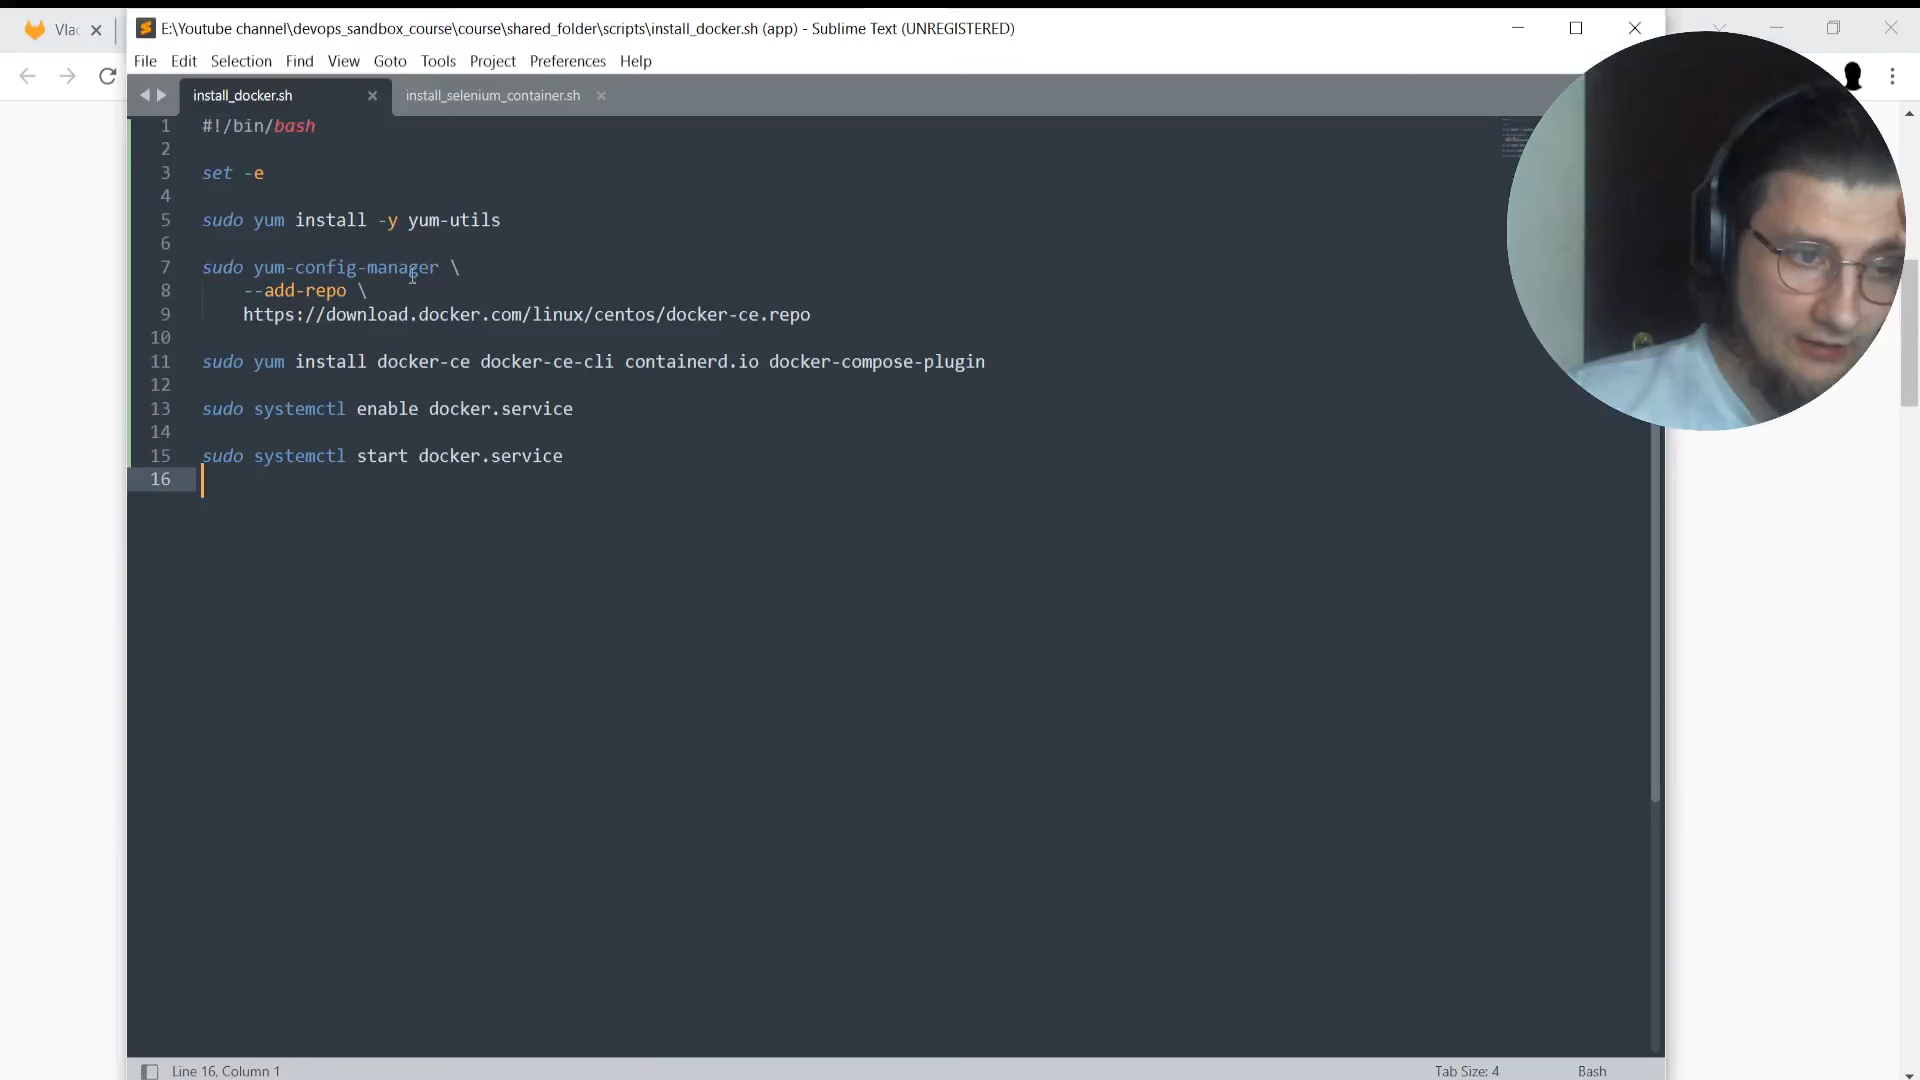 Vla
E:\Youtube channel\devops_sandbox_course\course\shared_folder\scripts\install_docker.sh (app) - Sublime Text (UNREGISTERED)
File Edit Selection Find View Goto Tools Project Preferences Help
install_docker.sh install_selenium_container.sh
1 #!/bin/bash
2
3 set -e
4
5 sudo yum install -y yum-utils
6
7 sudo yum-config-manager \
8 --add-repo \
9 https://download.docker.com/linux/centos/docker-ce.repo
10
11 sudo yum install docker-ce docker-ce-cli containerd.io docker-compose-plugin
12
13 sudo systemctl enable docker.service
14
15 sudo systemctl start docker.service
16
Line 16, Column 1 Tab Size: 4 Bash